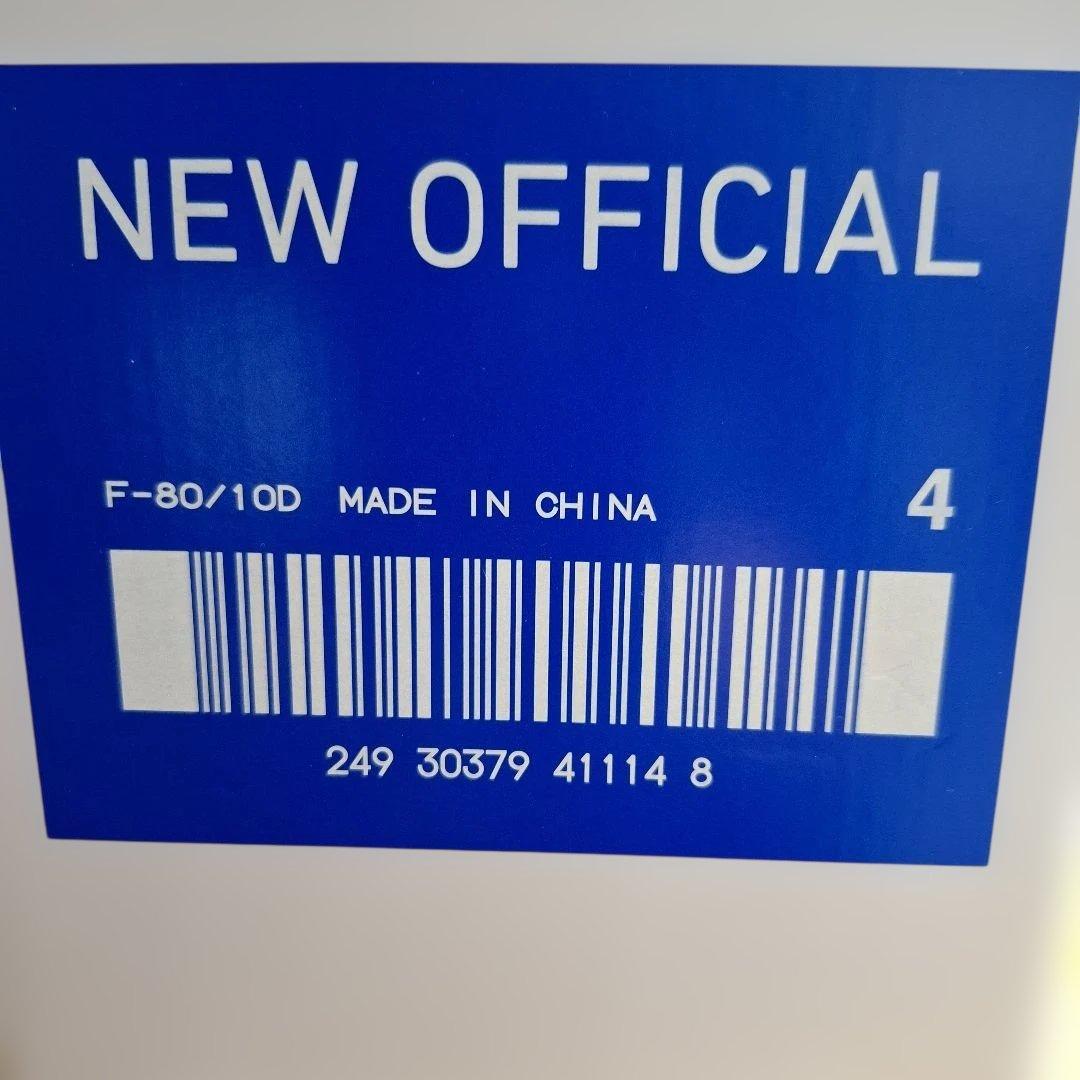 NEW OFFICIAL
F-80/10D MADE IN CHINA 4
249 30379 41114 8